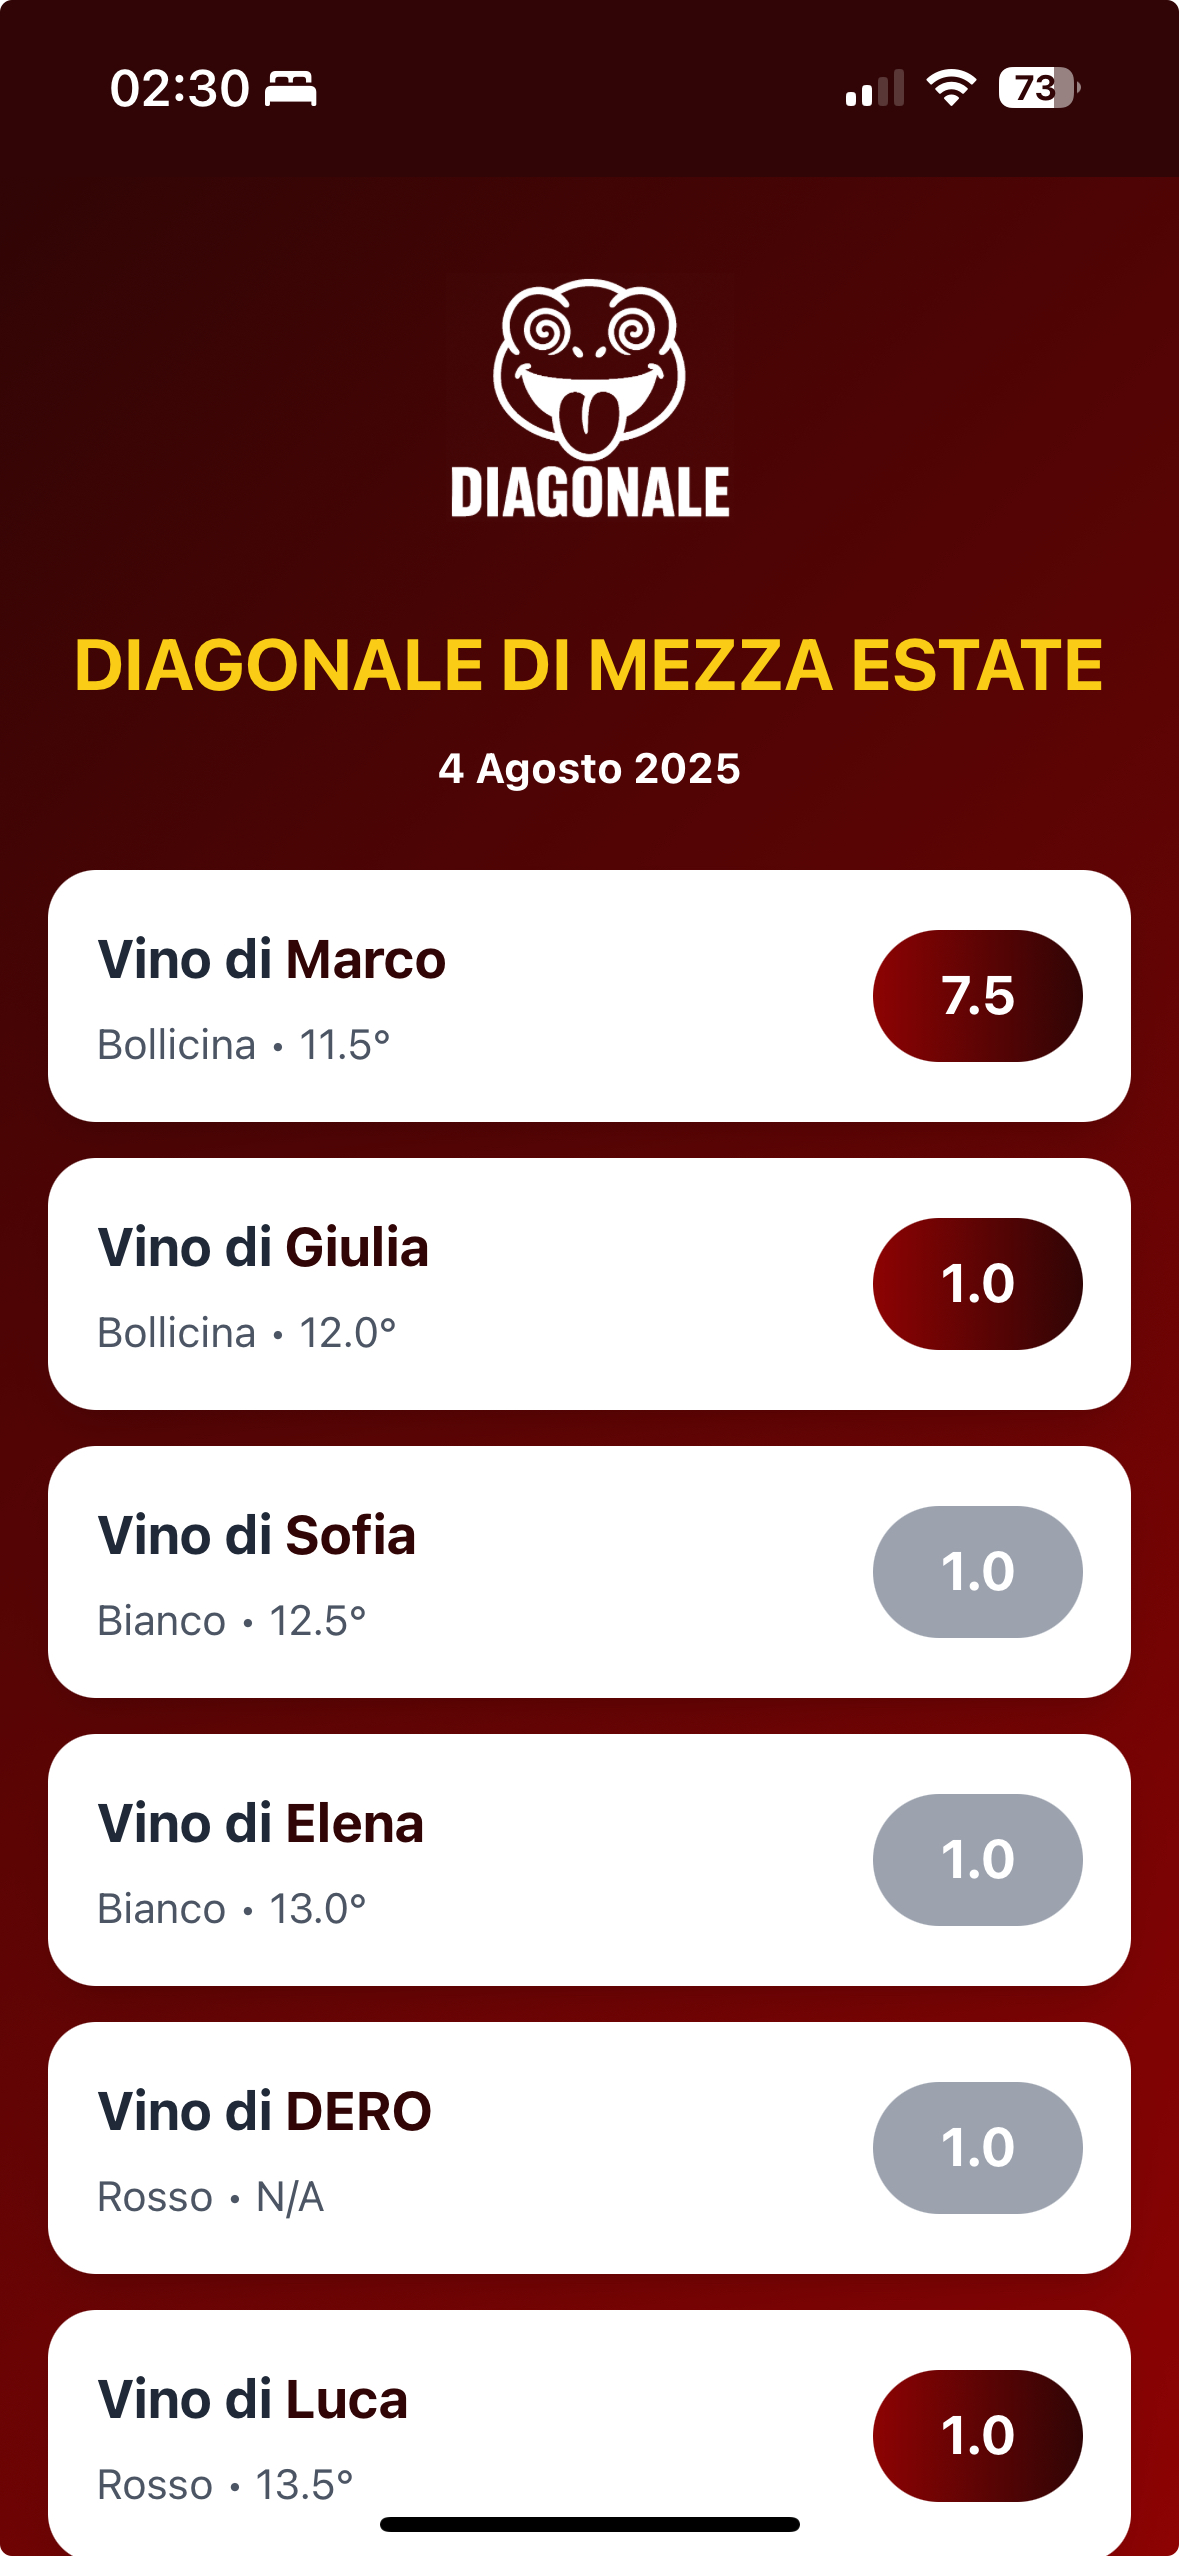 02:30
73
DIAGONALE
DIAGONALE DI MEZZA ESTATE
4 Agosto 2025
Vino di Marco
Bollicina • 11.5°
7.5
Vino di Giulia
Bollicina • 12.0°
1.0
Vino di Sofia
Bianco • 12.5°
1.0
Vino di Elena
Bianco • 13.0°
1.0
Vino di DERO
Rosso • N/A
1.0
Vino di Luca
Rosso • 13.5°
1.0